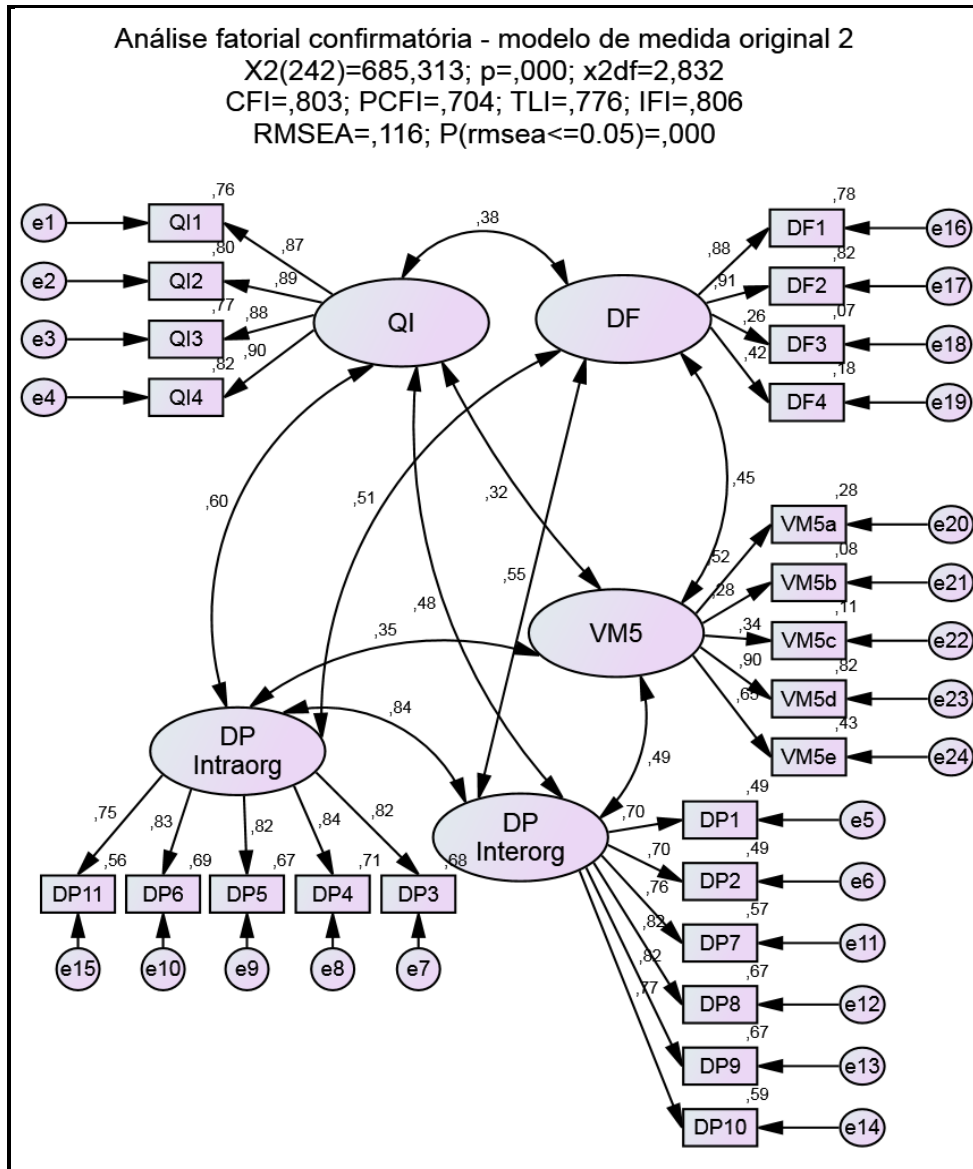 Análise fatorial confirmatória - modelo de medida original 2
X2(242)=685,313; p=,000; x2df=2,832
CFI=,803; PCFI=,704; TLI=,776; IFI=,806
RMSEA=,116; P(rmsea<=0.05)=,000
e1
QI1
,76
,87
e2
QI2
,80
,89
e3
QI3
,77
,88
e4
QI4
,82
,90
QI
,38
DF
,88
,78
DF1
e16
,91
,82
DF2
e17
,26
,07
DF3
e18
,42
,18
DF4
e19
,60
,51
,32
,45
,48
,55
,35
,84
,49
VM5
,52
,28
VM5a
e20
,28
,08
VM5b
e21
,34
,11
VM5c
e22
,90
,82
VM5d
e23
,65
,43
VM5e
e24
DP
Intraorg
,75
,83
,82
,84
,82
,56
,69
,67
,71
,68
DP11
DP6
DP5
DP4
DP3
e15
e10
e9
e8
e7
DP
Interorg
,70
,49
DP1
e5
,70
,49
DP2
e6
,76
,57
DP7
e11
,82
,67
DP8
e12
,82
,67
DP9
e13
,77
,59
DP10
e14